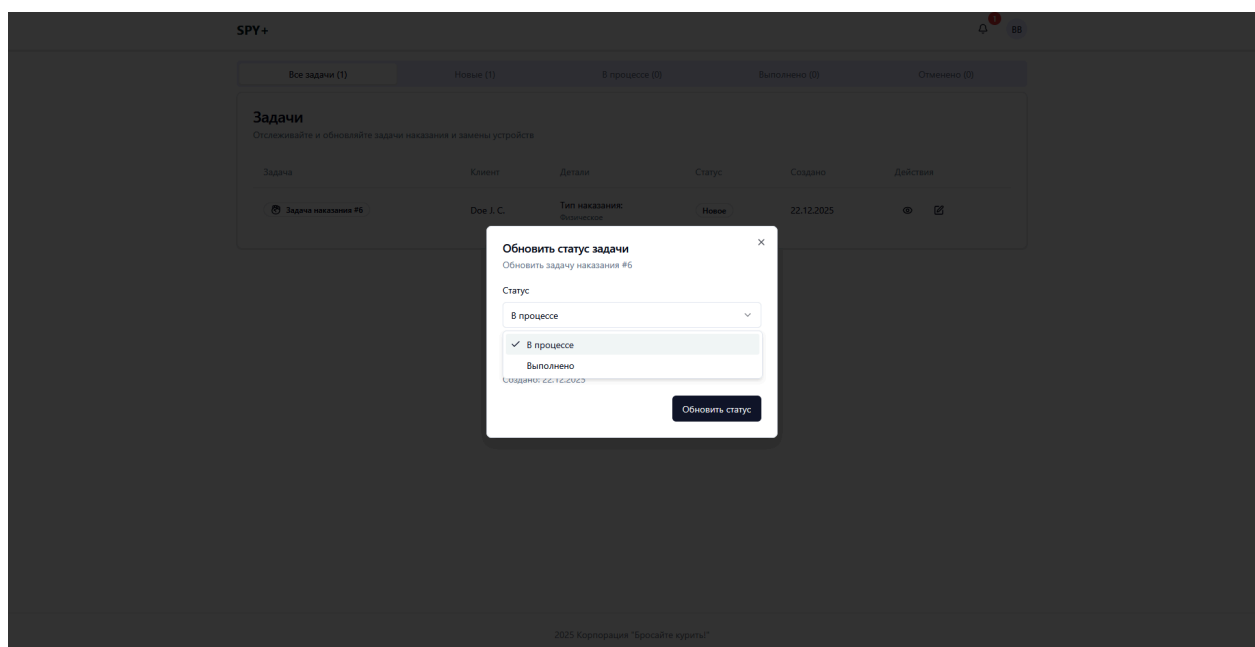 SPY+
1
BB
Все задачи (1)
Новые (1)
В процессе (0)
Выполнено (0)
Отменено (0)
Задачи
Отслеживайте и обновляйте задачи наказания и замены устройств
Задача
Клиент
Детали
Статус
Создано
Действия
Задача наказания #6
Doe J. C.
Тип наказания:
Физическое
Новое
22.12.2025
Обновить статус задачи
Обновить задачу наказания #6
Статус
В процессе
В процессе
Выполнено
Создано: 22.12.2025
Обновить статус
2025 Корпорация "Бросайте курить!"